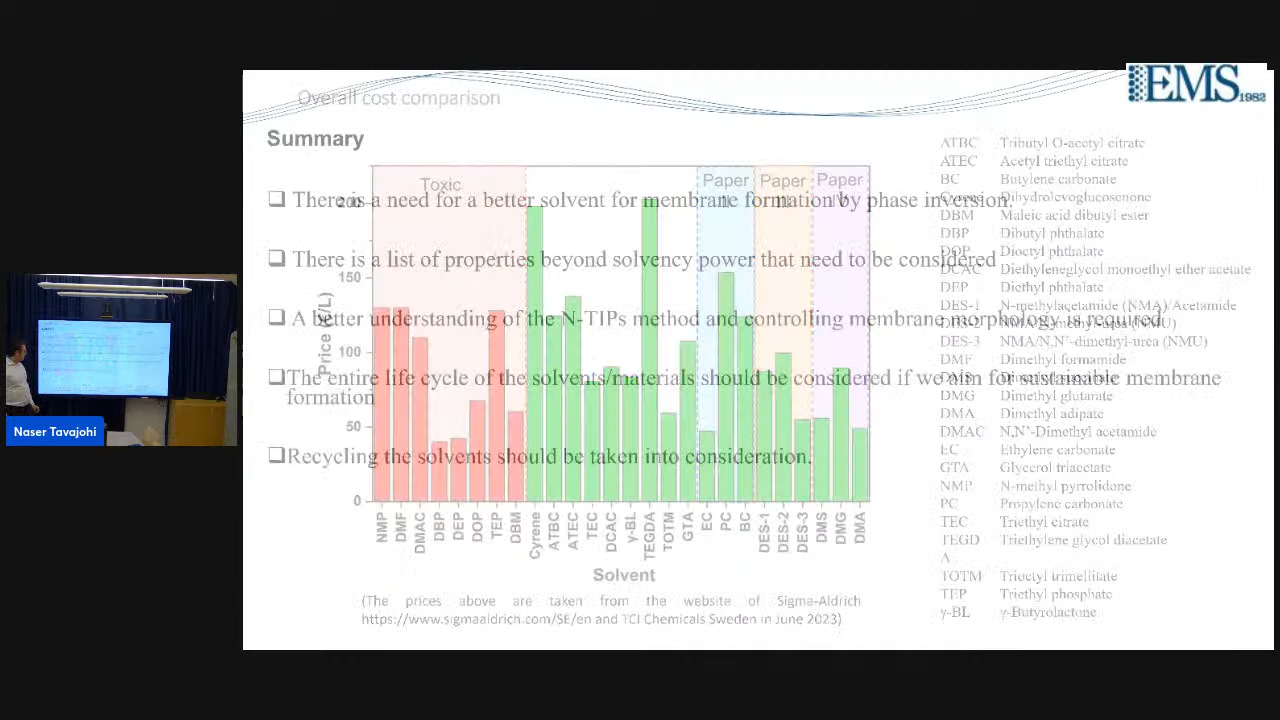 Overall cost comparison
EMS 1982
Summary
Toxic
Paper
Paper
Paper
There is a need for a better solvent for membrane formation by phase inversion.
There is a list of properties beyond solvency power that need to be considered
A better understanding of the N-TIPs method and controlling membrane morphology is required.
The entire life cycle of the solvents/materials should be considered if we aim for sustainable membrane
formation
Recycling the solvents should be taken into consideration.
150
100
50
0
NMP
DMF
DMAC
DBP
DEP
DOP
TEP
DBM
Cyrene
ATBC
ATEC
TEC
DCAC
γ-BL
TEGDA
TOTM
GTA
EC
PC
BC
DES-1
DES-2
DES-3
DMS
DMG
DMA
Solvent
(The prices above are taken from the website of Sigma-Aldrich
https://www.sigmaaldrich.com/SE/en and TCI Chemicals Sweden in June 2023)
ATBC Tributyl O-acetyl citrate
ATEC Acetyl triethyl citrate
BC Butylene carbonate
Cyrene Dihydrolevoglucosenone
DBM Maleic acid dibutyl ester
DBP Dibutyl phthalate
DOP Dioctyl phthalate
DCAC Diethyleneglycol monoethyl ether acetate
DEP Diethyl phthalate
DES-1 N-methylacetamide (NMA)/Acetamide
DES-3 NMA/N,N'-dimethyl-urea (NMU)
DMF Dimethyl formamide
DMS
DMG Dimethyl glutarate
DMA Dimethyl adipate
DMAC N,N'-Dimethyl acetamide
EC Ethylene carbonate
GTA Glycerol triacetate
NMP N-methyl pyrrolidone
PC Propylene carbonate
TEC Triethyl citrate
TEGD Triethylene glycol diacetate
A
TOTM Trioctyl trimellitate
TEP Triethyl phosphate
γ-BL γ-Butyrolactone
Naser Tavajohi